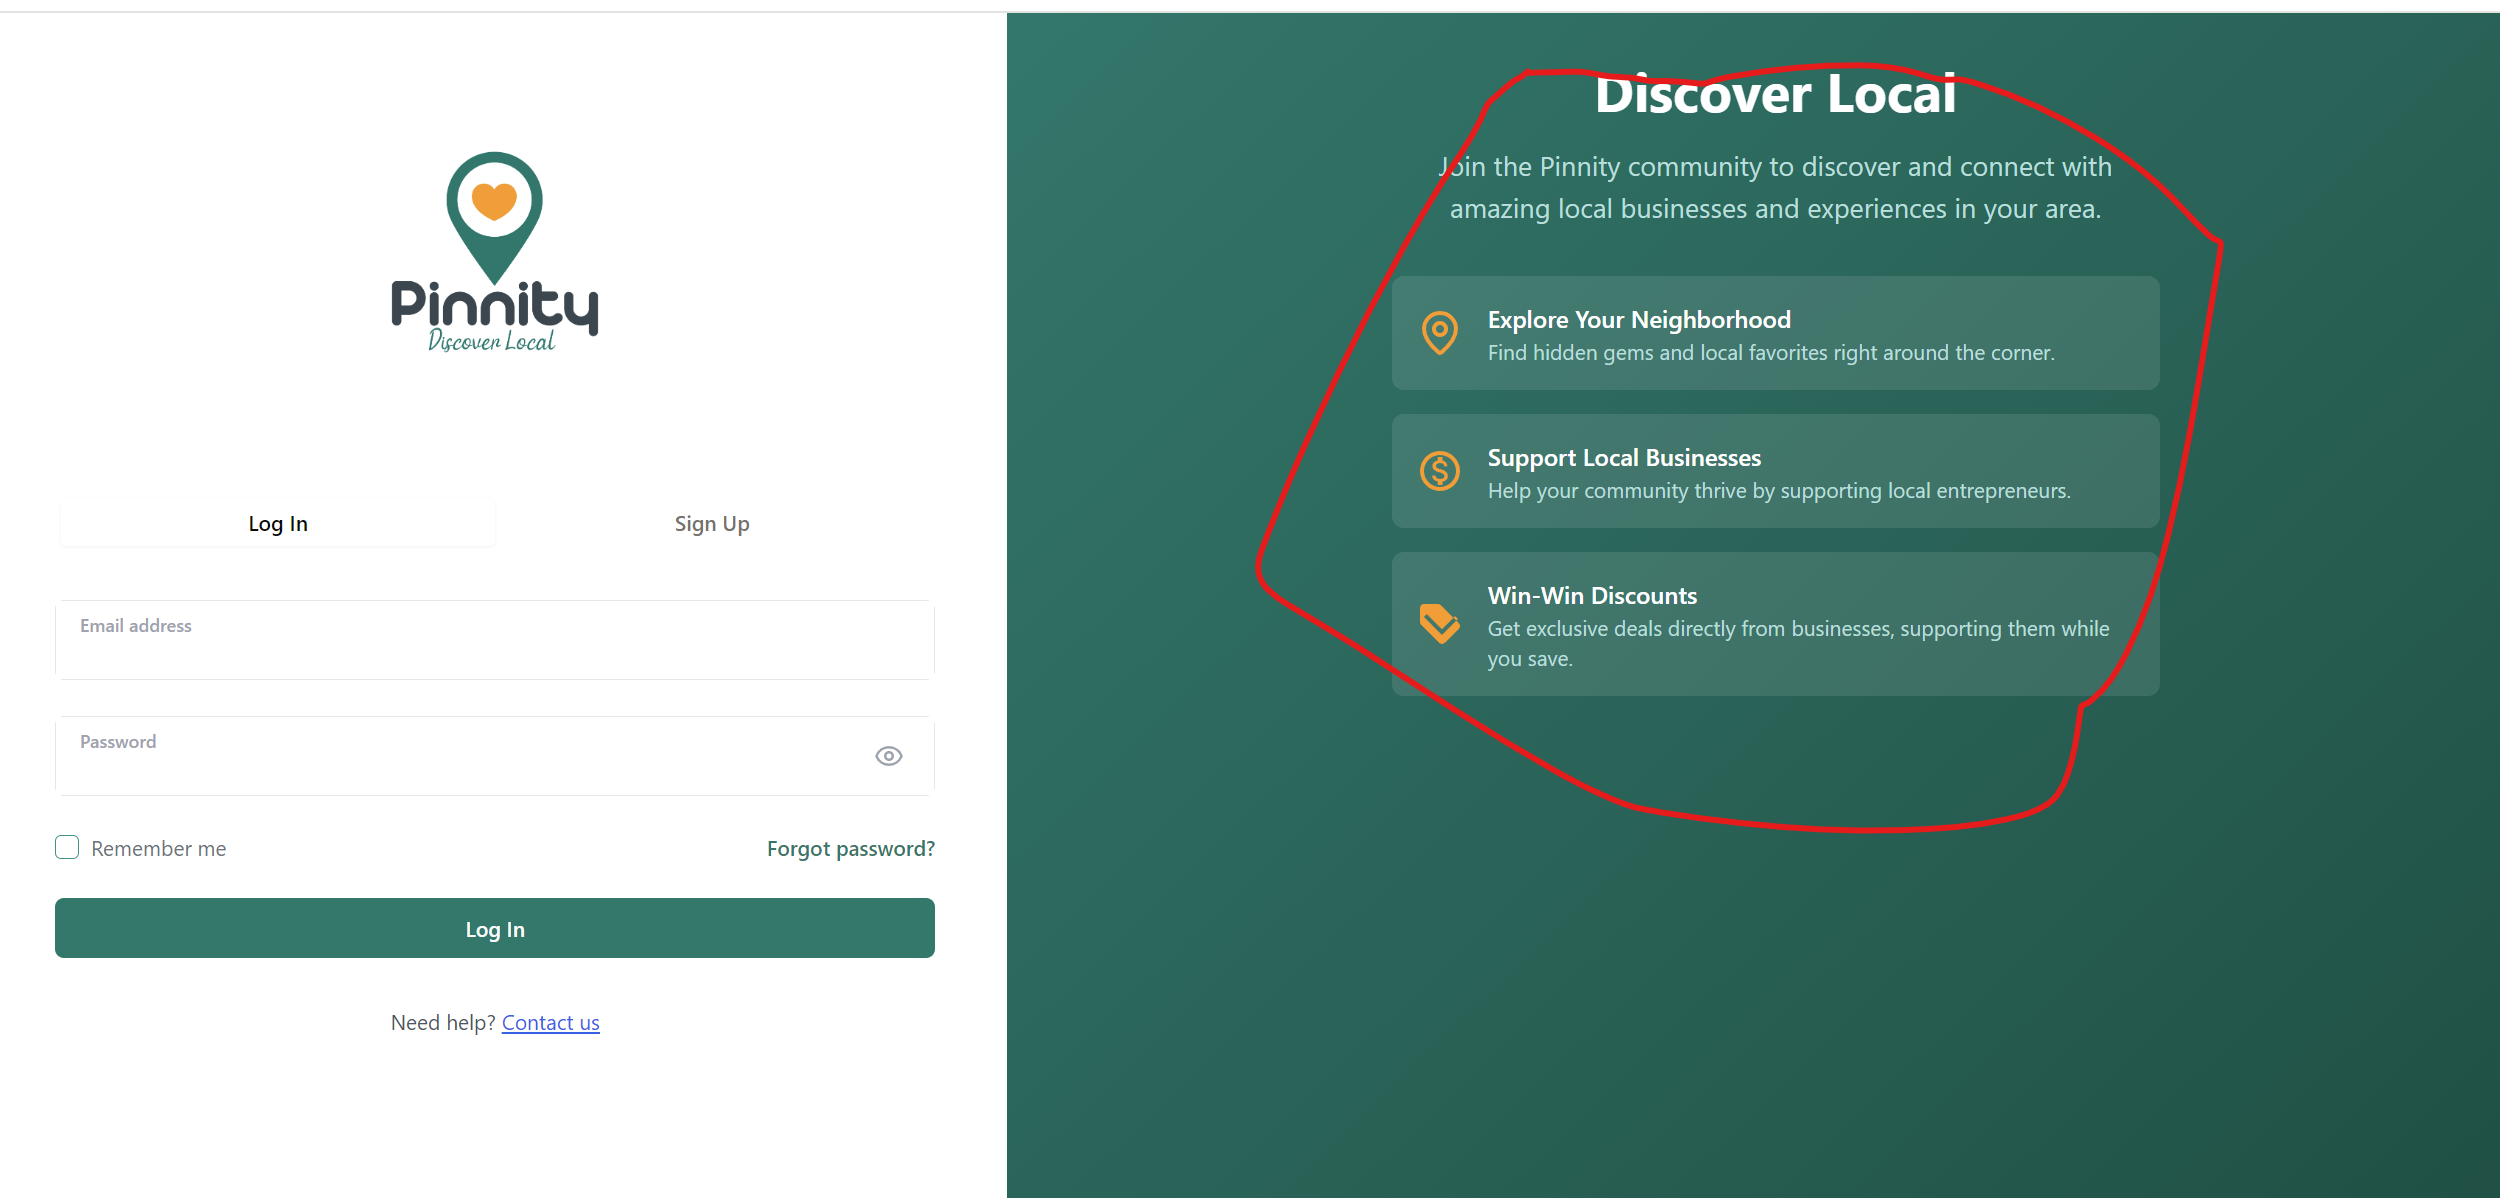 Pinnity
Discover Local
Log In
Sign Up
Email address
Password
Remember me
Forgot password?
Log In
Need help? Contact us
Discover Local
Join the Pinnity community to discover and connect with
amazing local businesses and experiences in your area.
Explore Your Neighborhood
Find hidden gems and local favorites right around the corner.
Support Local Businesses
Help your community thrive by supporting local entrepreneurs.
Win-Win Discounts
Get exclusive deals directly from businesses, supporting them while
you save.